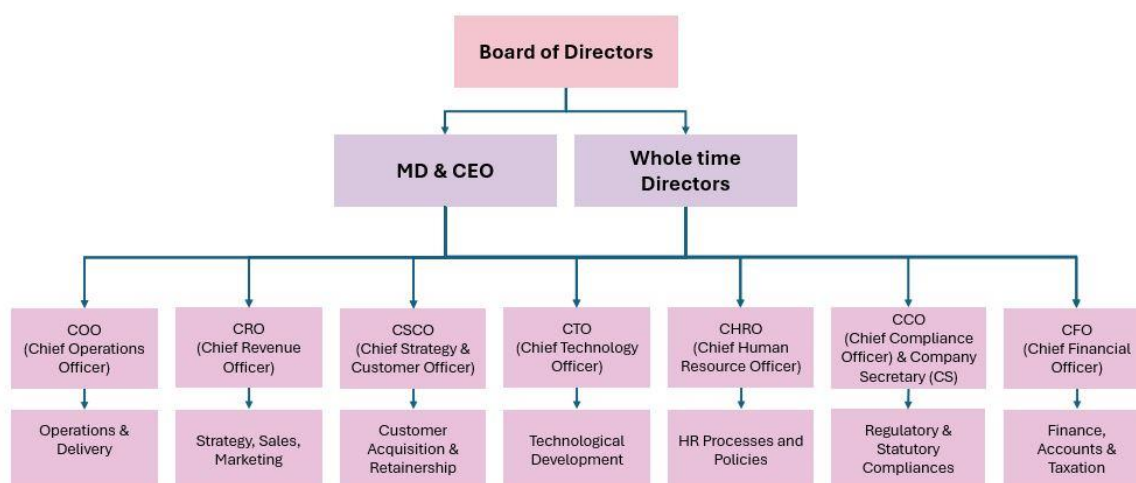 Board of Directors
MD & CEO
Whole time
Directors
COO
(Chief Operations
Officer)
CRO
(Chief Revenue
Officer)
CSCO
(Chief Strategy &
Customer Officer)
CTO
(Chief Technology
Officer)
CHRO
(Chief Human
Resource Officer)
CCO
(Chief Compliance
Officer) & Company
Secretary (CS)
CFO
(Chief Financial
Officer)
Operations &
Delivery
Strategy, Sales,
Marketing
Customer
Acquisition &
Retainership
Technological
Development
HR Processes and
Policies
Regulatory &
Statutory
Compliances
Finance,
Accounts &
Taxation